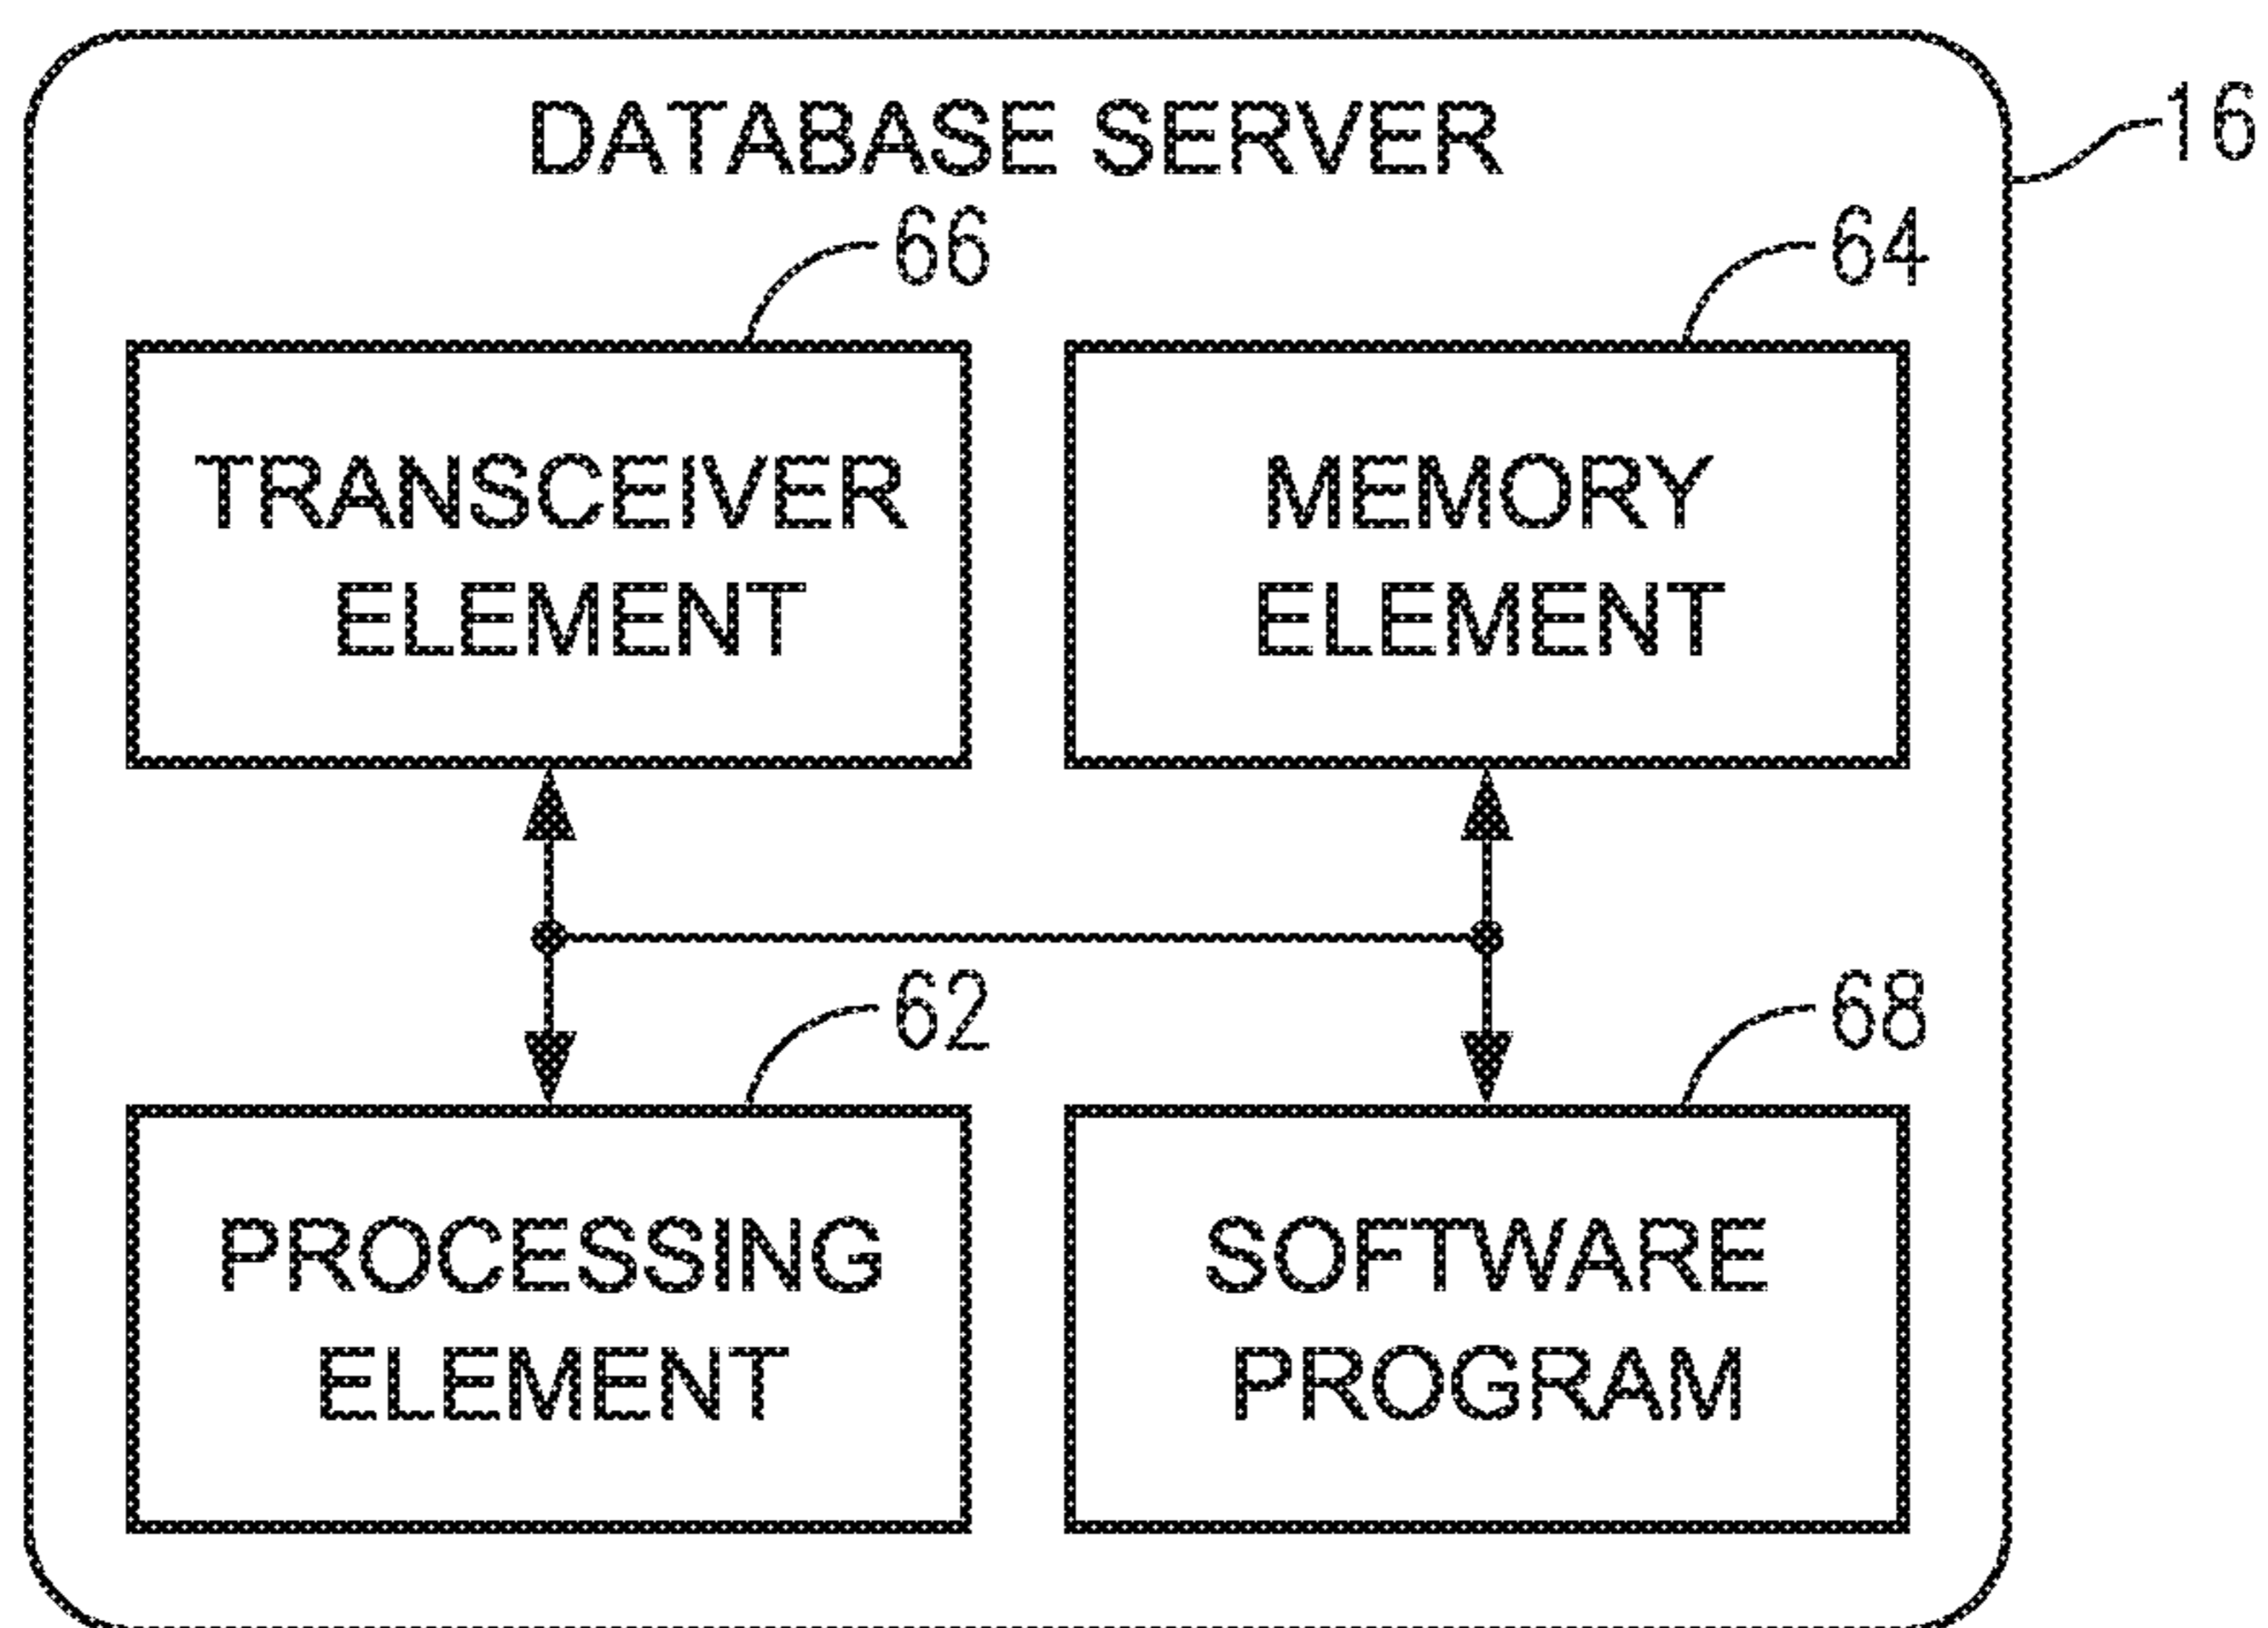 DATABASE SERVER
16
66
64
TRANSCEIVER
ELEMENT
MEMORY
ELEMENT
62
68
PROCESSING
ELEMENT
SOFTWARE
PROGRAM